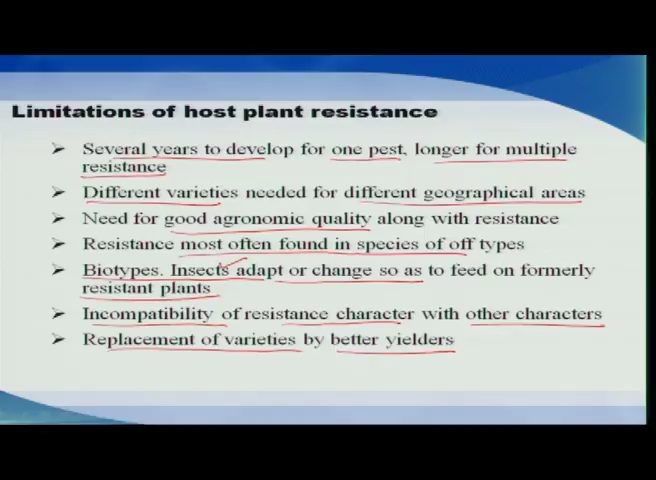 Limitations of host plant resistance
Several years to develop for one pest, longer for multiple
resistance
Different varieties needed for different geographical areas
Need for good agronomic quality along with resistance
Resistance most often found in species of off types
Biotypes. Insects adapt or change so as to feed on formerly
resistant plants
Incompatibility of resistance character with other characters
Replacement of varieties by better yielders